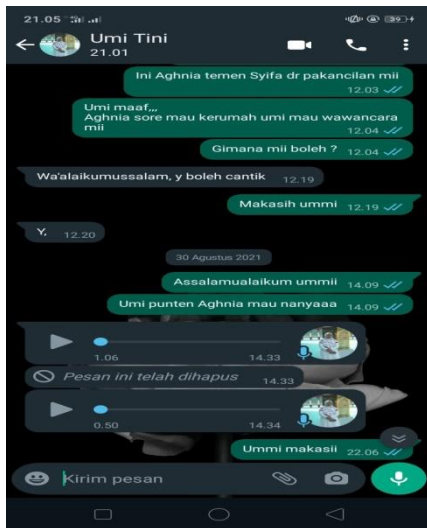 21.05
39
Umi Tini
21.01
Ini Aghnia temen Syifa dr pakancilan mii
12.03
Umi maaf,,,
Aghnia sore mau kerumah umi mau wawancara
mii
12.04
Gimana mii boleh ? 12.04
Wa'alaikumussalam, y boleh cantik 12.19
Makasih ummi 12.19
Y, 12.20
30 Agustus 2021
Assalamualaikum ummii 14.09
Umi punten Aghnia mau nanyaaa 14.09
1.06 14.33
Pesan ini telah dihapus 14.33
0.50 14.34
Ummi makasii 22.06
Kirim pesan